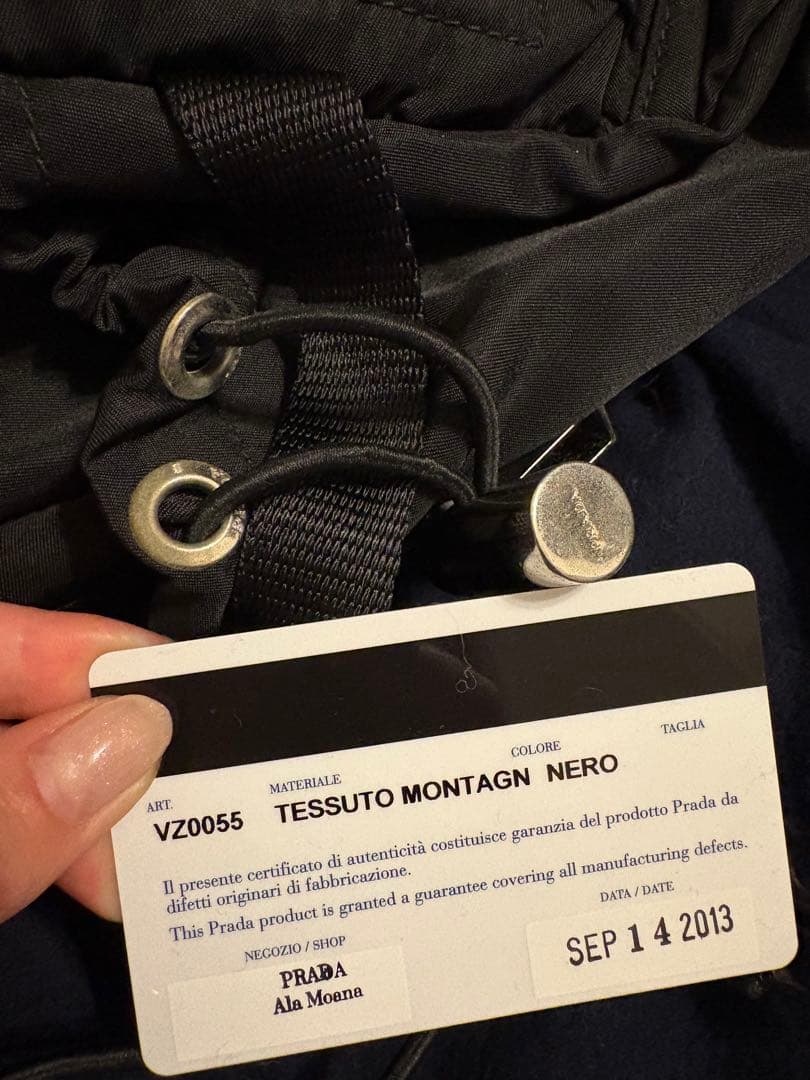 ART.
MATERIALE
COLORE
TAGLIA
VZ0055
TESSUTO MONTAGN
NERO
Il presente certificato di autenticità costituisce garanzia del prodotto Prada da
difetti originari di fabbricazione.
This Prada product is granted a guarantee covering all manufacturing defects.
NEGOZIO / SHOP
DATA / DATE
PRADA
Ala Moana
SEP 14 2013